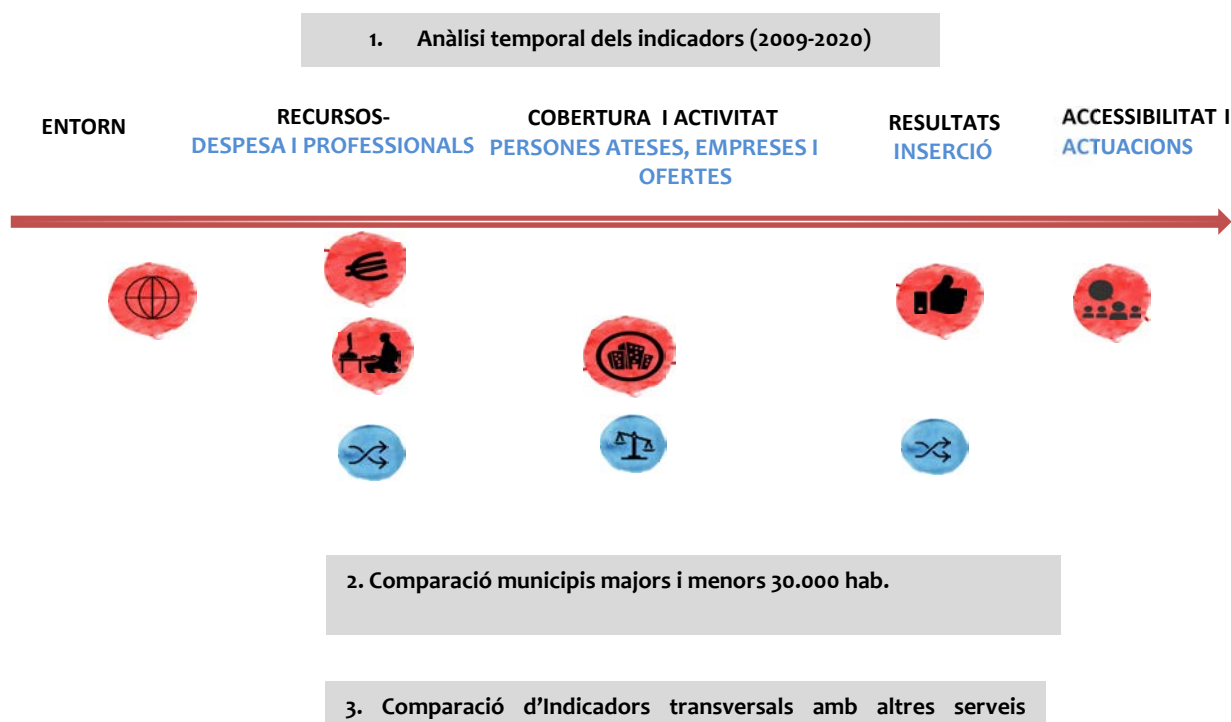 1. Anàlisi temporal dels indicadors (2009-2020)
ENTORN
RECURSOS-
DESPESA I PROFESSIONALS
COBERTURA I ACTIVITAT
PERSONES ATESES, EMPRESES I
OFERTES
RESULTATS
INSERCIÓ
ACCESSIBILITAT I
ACTUACIONS
2. Comparació municipis majors i menors 30.000 hab.
3. Comparació d'Indicadors transversals amb altres serveis